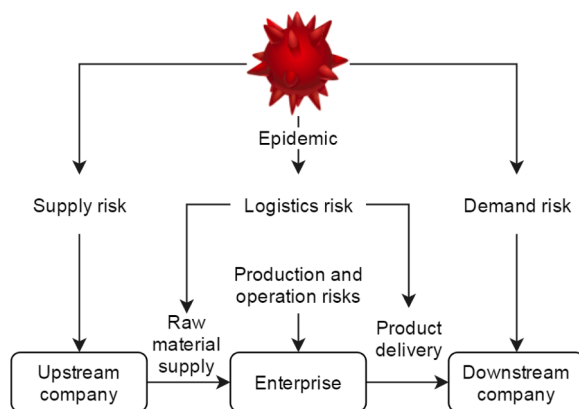 Epidemic
Supply risk
Logistics risk
Demand risk
Production and
operation risks
Raw
material
supply
Product
delivery
Upstream
company
Enterprise
Downstream
company